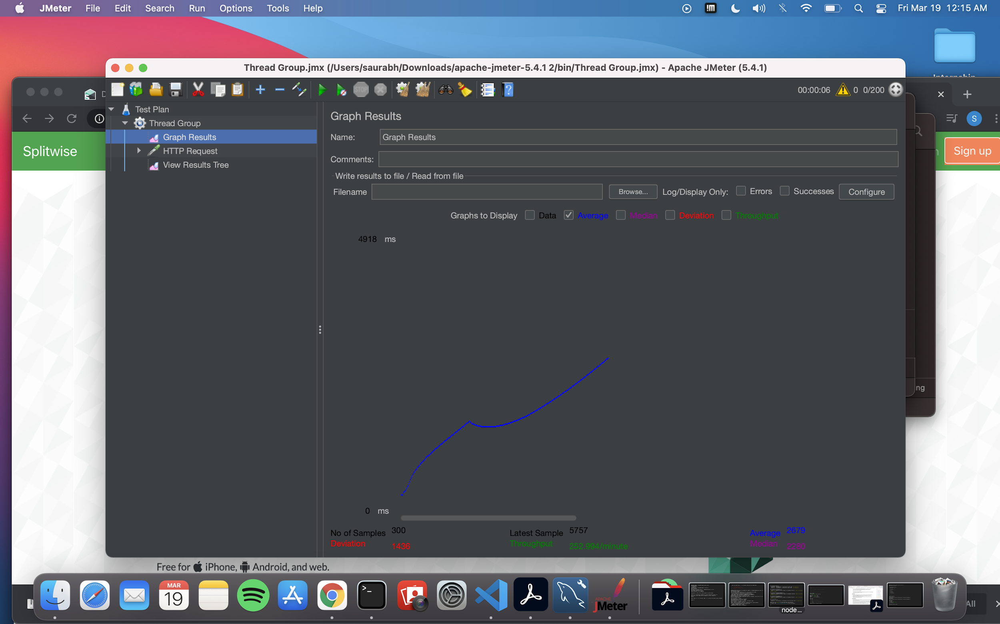 JMeter File Edit Search Run Options Tools Help Fri Mar 19 12:15 AM
Thread Group.jmx (/Users/saurabh/Downloads/apache-jmeter-5.4.1 2/bin/Thread Group.jmx) - Apache JMeter (5.4.1)
STOP 00:00:06 0 0/200
Test Plan
Thread Group
Graph Results
HTTP Request
View Results Tree
Graph Results
Name: Graph Results
Comments:
Write results to file / Read from file
Filename Browse... Log/Display Only: Errors Successes Configure
Graphs to Display Data Average Median Deviation Throughput
4918 ms
0 ms
No of Samples 300 Latest Sample 5757 Average 2679
Deviation 1436 Throughput 252.994/minute Median 2280
Splitwise
Sign up
S
ng
Free for iPhone, Android, and web.
MAR
19
APACHE
JMeter
node...
All